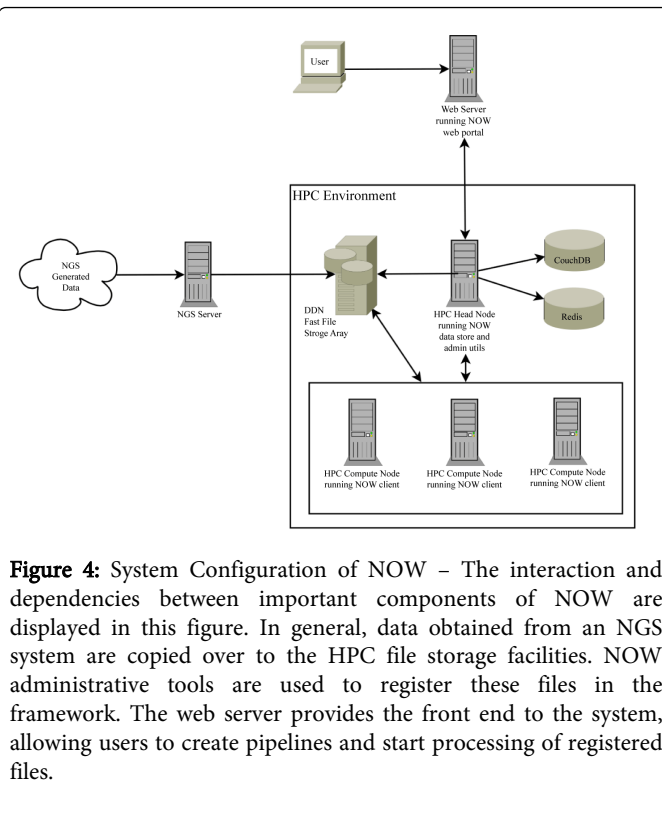 User
Web Server
running NOW
web portal
HPC Environment
NGS
Generated
Data
NGS Server
DDN
Fast File
Stroge Aray
HPC Head Node
running NOW
data store and
admin utils
CouchDB
Redis
HPC Compute Node
running NOW client
HPC Compute Node
running NOW client
HPC Compute Node
running NOW client
Figure 4: System Configuration of NOW – The interaction and
dependencies between important components of NOW are
displayed in this figure. In general, data obtained from an NGS
system are copied over to the HPC file storage facilities. NOW
administrative tools are used to register these files in the
framework. The web server provides the front end to the system,
allowing users to create pipelines and start processing of registered
files.